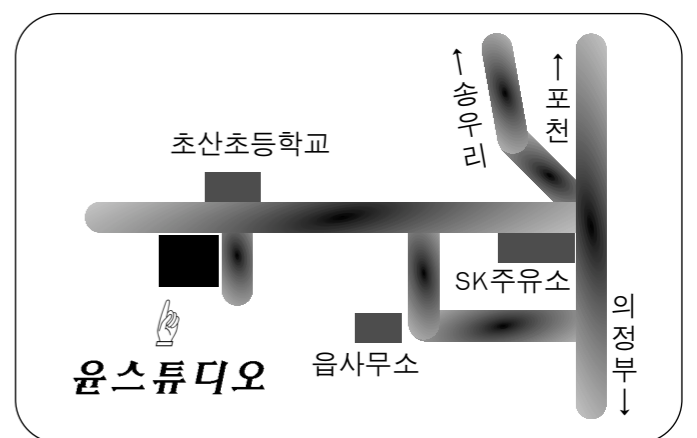 ↑송우리
↑포천
초산초등학교
SK주유소
의정부↓
읍사무소
윤스튜디오